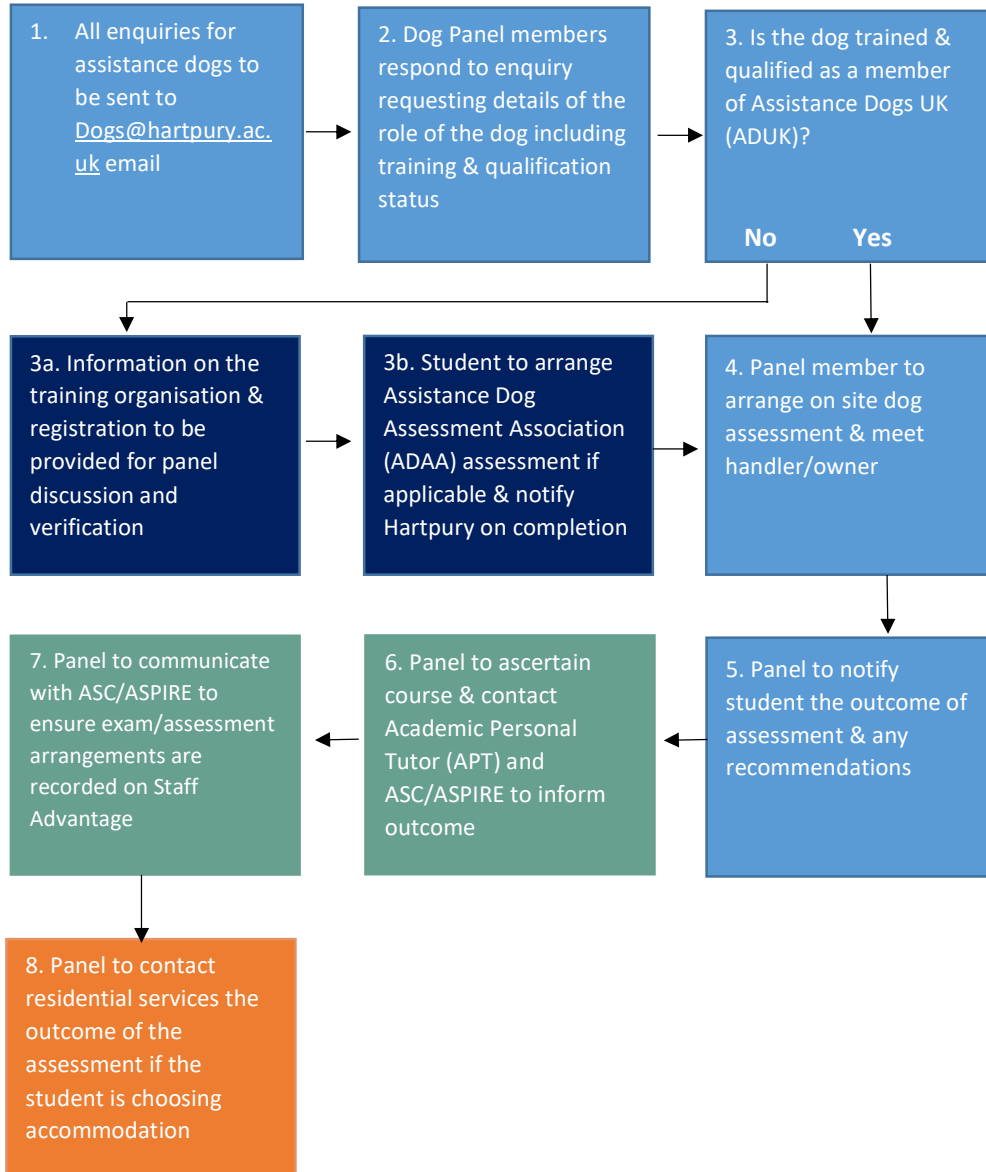 1. All enquiries for
assistance dogs to
be sent to
Dogs@hartpury.ac.
uk email
2. Dog Panel members
respond to enquiry
requesting details of the
role of the dog including
training & qualification
status
3. Is the dog trained &
qualified as a member
of Assistance Dogs UK
(ADUK)?
No Yes
3a. Information on the
training organisation &
registration to be
provided for panel
discussion and
verification
3b. Student to arrange
Assistance Dog
Assessment Association
(ADAA) assessment if
applicable & notify
Hartpury on completion
4. Panel member to
arrange on site dog
assessment & meet
handler/owner
5. Panel to notify
student the outcome of
assessment & any
recommendations
6. Panel to ascertain
course & contact
Academic Personal
Tutor (APT) and
ASC/ASPIRE to inform
outcome
7. Panel to communicate
with ASC/ASPIRE to
ensure exam/assessment
arrangements are
recorded on Staff
Advantage
8. Panel to contact
residential services the
outcome of the
assessment if the
student is choosing
accommodation